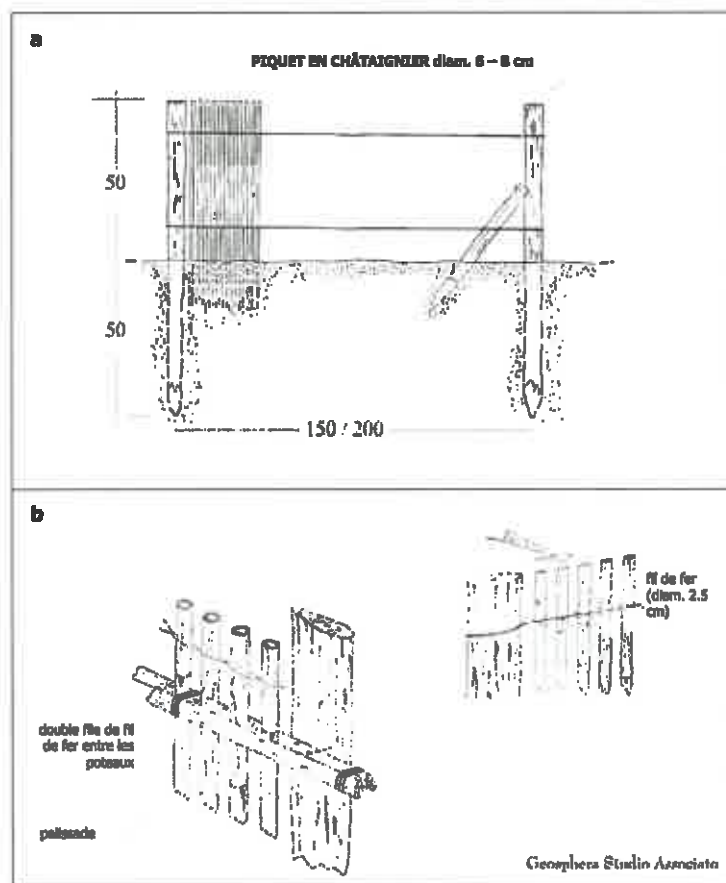 a
PIQUET EN CHÂTAIGNIER diam. 6 – 8 cm
50
50
150 / 200
b
fil de fer
(diam. 2.5
cm)
double file de fil
de fer entre les
poteaux
palissade
Geosphera Studio Associato